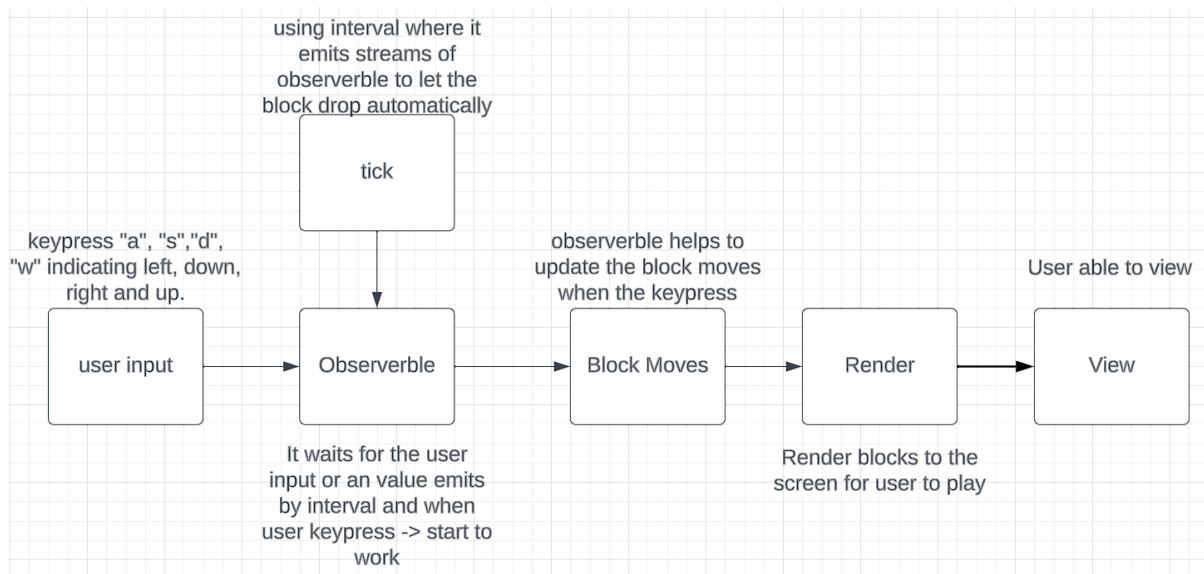 using interval where it
emits streams of
observerble to let the
block drop automatically
tick
keypress "a", "s","d",
"w" indicating left, down,
right and up.
observerble helps to
update the block moves
when the keypress
User able to view
user input
Observerble
Block Moves
Render
View
It waits for the user
input or an value emits
by interval and when
user keypress -> start to
work
Render blocks to the
screen for user to play